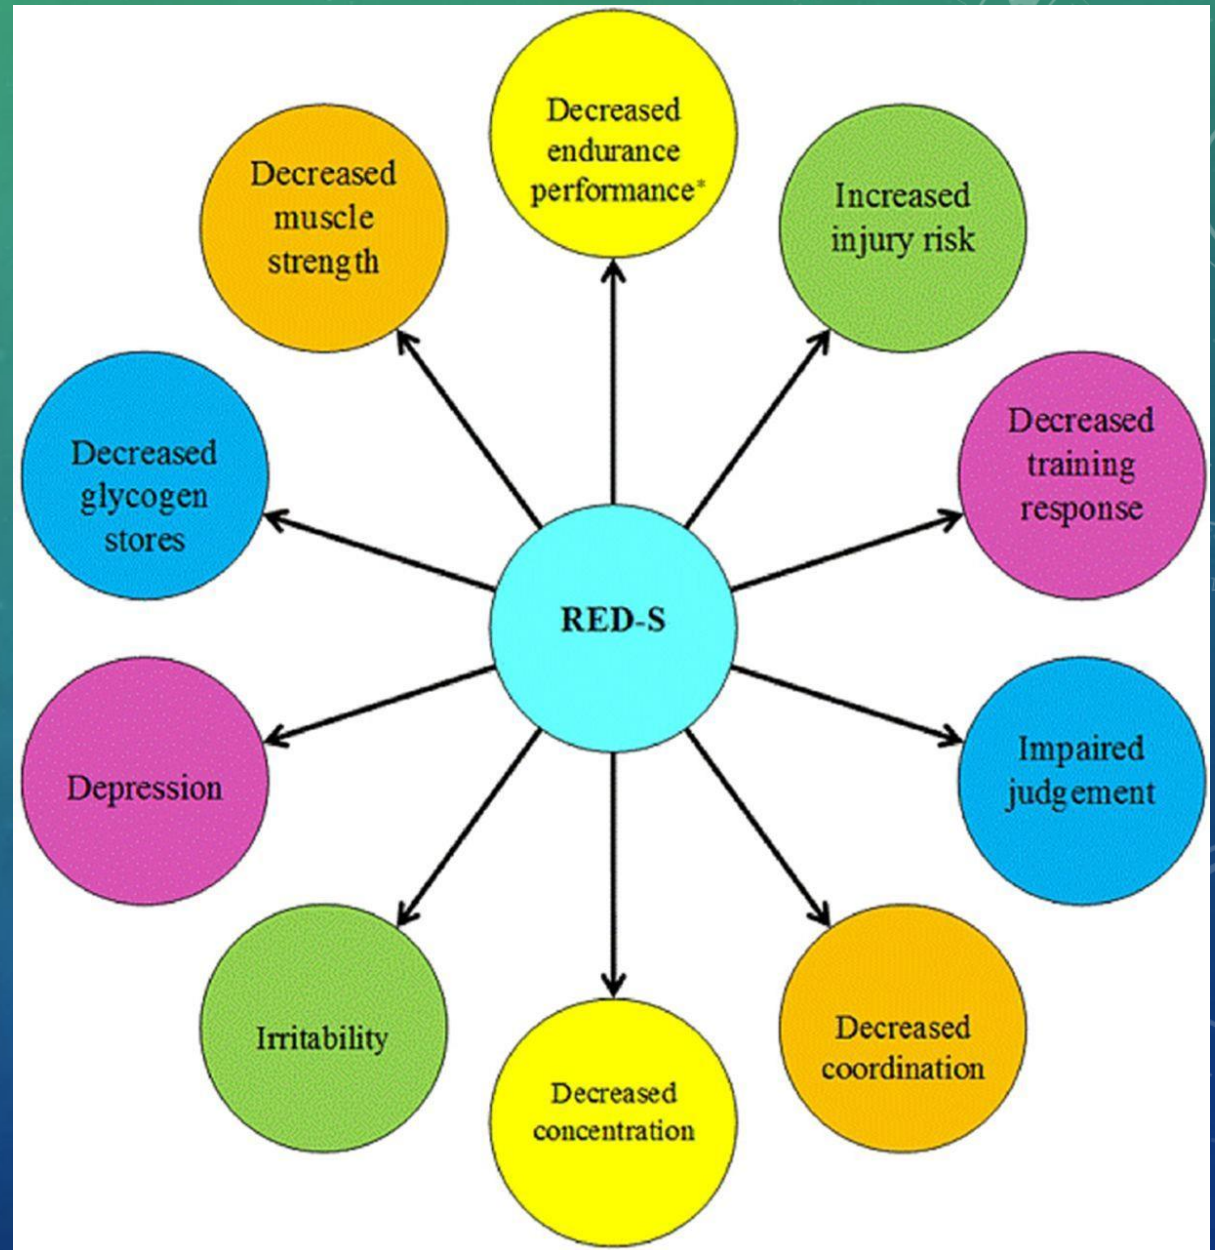 Decreased
endurance
performance*
Increased
injury risk
Decreased
training
response
Impaired
judgement
Decreased
coordination
Decreased
concentration
Irritability
Depression
Decreased
glycogen
stores
Decreased
muscle
strength
RED-S